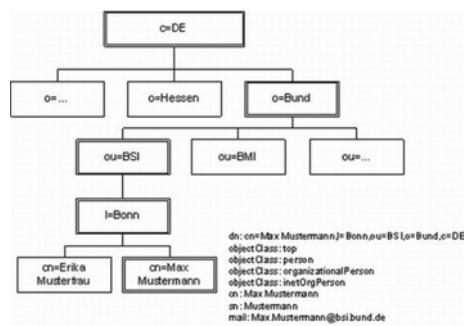 c=DE
o=...
o=Hessen
o=Bund
ou=BSI
ou=BMI
ou=...
l=Bonn
cn=Erika
Musterfrau
cn=Max
Mustermann
dn: cn=Max Mustermann,l=Bonn,ou=BSI,o=Bund,c=DE
objectClass: top
objectClass: person
objectClass: organizationalPerson
objectClass: inetOrgPerson
cn: Max Mustermann
sn: Mustermann
mail: Max.Mustermann@bsi.bund.de